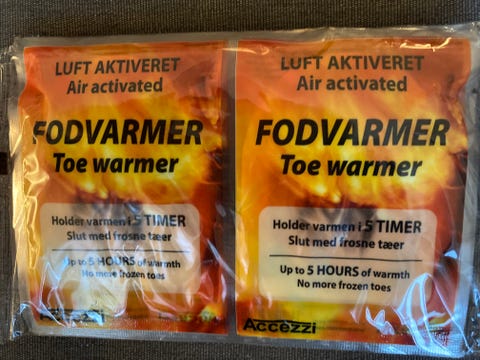 LUFT AKTIVERET
Air activated
FODVARMER
Toe warmer
Holder varmen i 5 TIMER
Slut med frosne tæer
Up to 5 HOURS of warmth
No more frozen toes
LUFT AKTIVERET
Air activated
FODVARMER
Toe warmer
Holder varmen i 5 TIMER
Slut med frosne tæer
Up to 5 HOURS of warmth
No more frozen toes
Accezzi